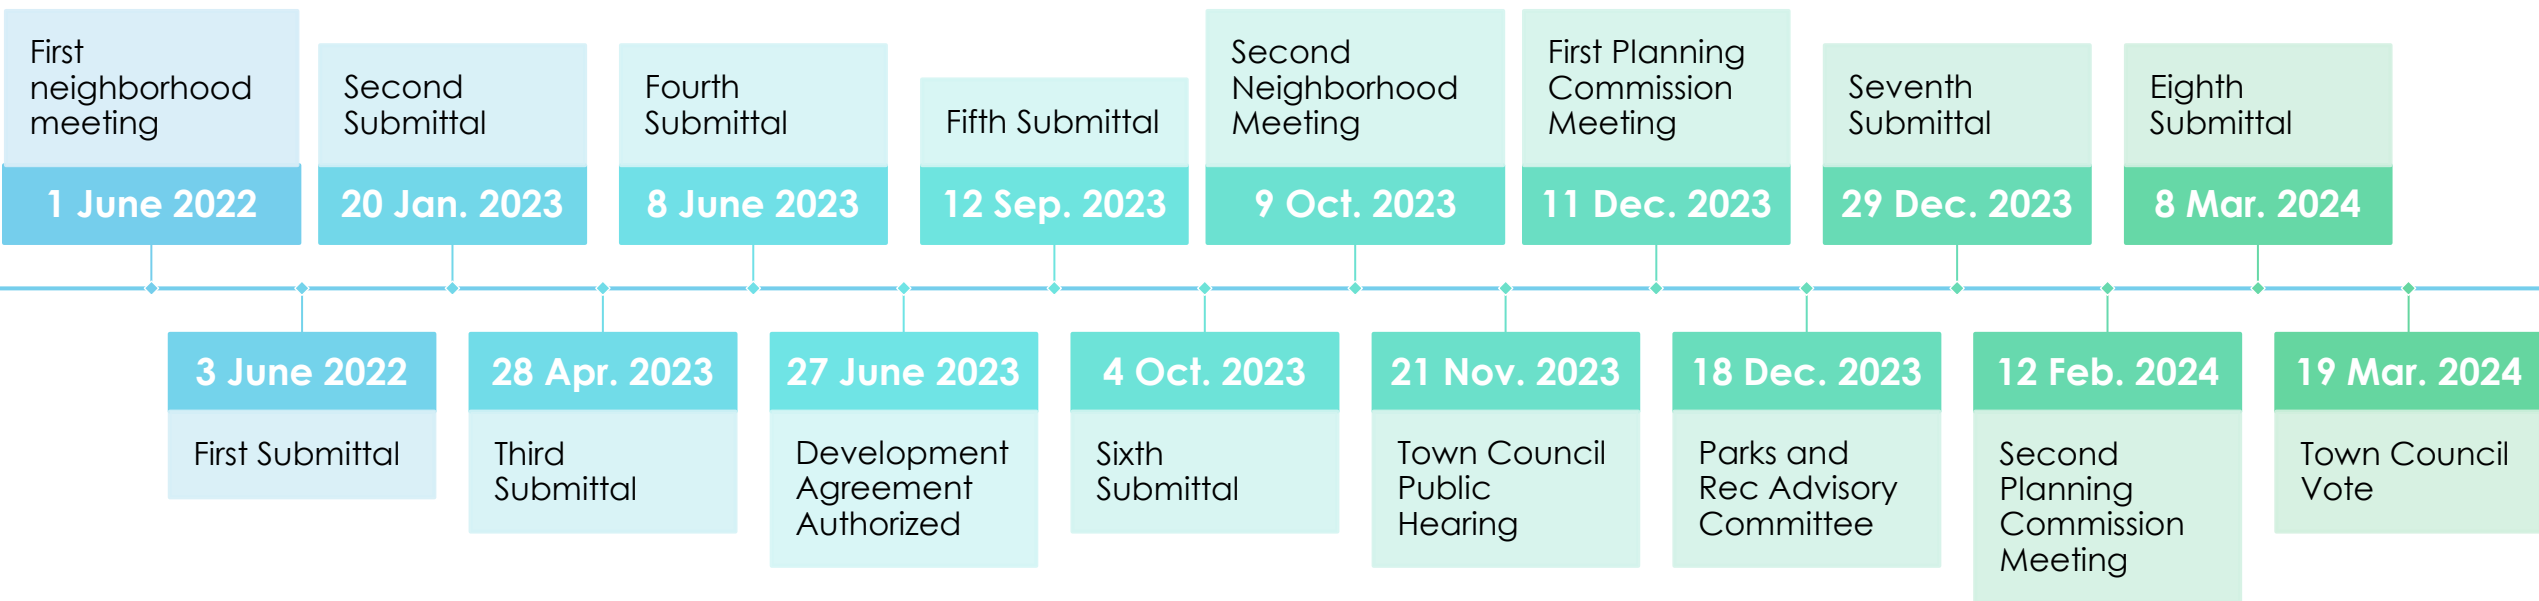 First
neighborhood
meeting
1 June 2022
3 June 2022
First Submittal
Second
Submittal
20 Jan. 2023
28 Apr. 2023
Third
Submittal
Fourth
Submittal
8 June 2023
27 June 2023
Development
Agreement
Authorized
Fifth Submittal
12 Sep. 2023
4 Oct. 2023
Sixth
Submittal
Second
Neighborhood
Meeting
9 Oct. 2023
21 Nov. 2023
Town Council
Public
Hearing
First Planning
Commission
Meeting
11 Dec. 2023
18 Dec. 2023
Parks and
Rec Advisory
Committee
Seventh
Submittal
29 Dec. 2023
12 Feb. 2024
Second
Planning
Commission
Meeting
Eighth
Submittal
8 Mar. 2024
19 Mar. 2024
Town Council
Vote